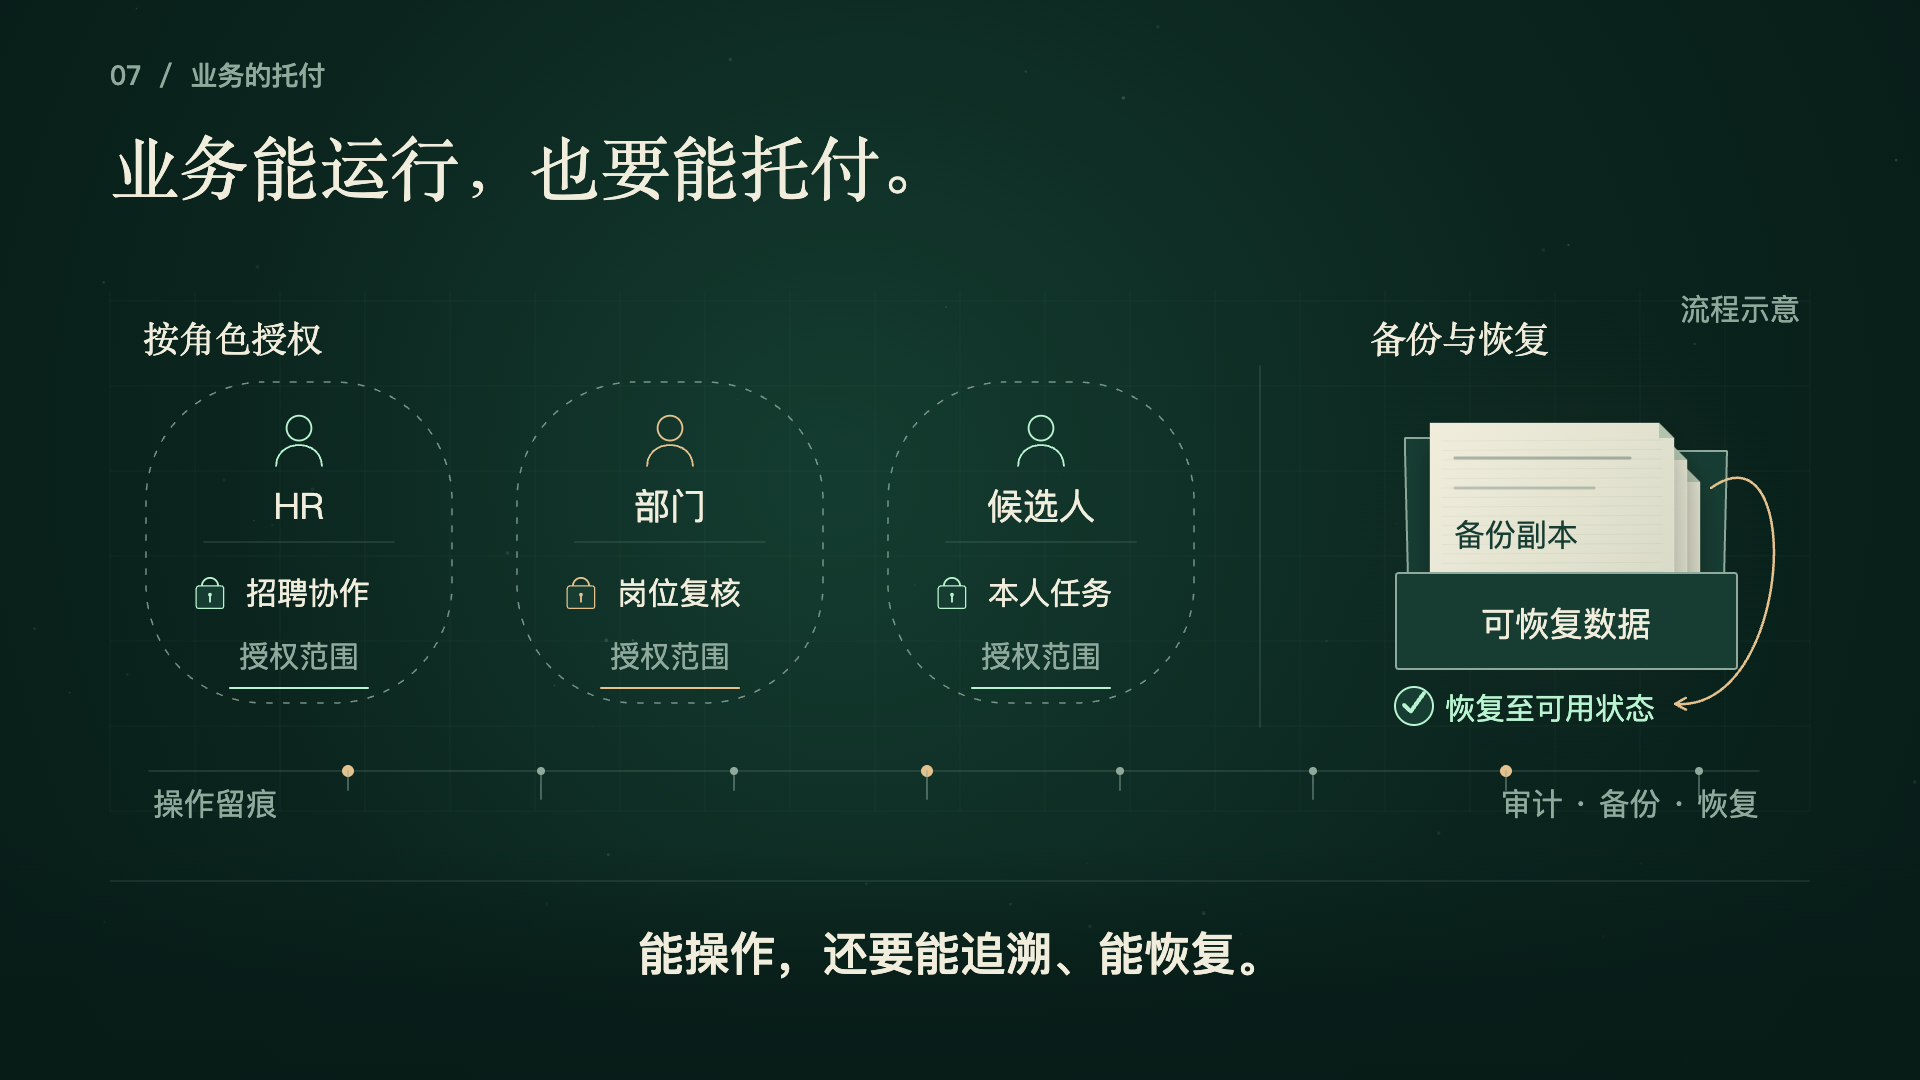 07 / 业务的托付
业务能运行，也要能托付。
流程示意
按角色授权
备份与恢复
HR
招聘协作
授权范围
部门
岗位复核
授权范围
候选人
本人任务
授权范围
备份副本
可恢复数据
恢复至可用状态
操作留痕
审计 · 备份 · 恢复
能操作，还要能追溯、能恢复。